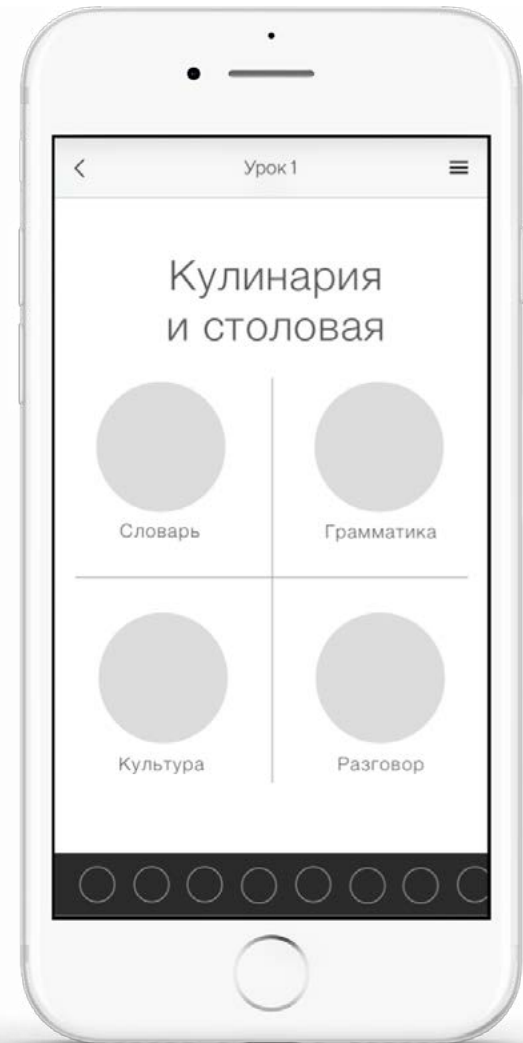 Урок 1
Кулинария
и столовая
Словарь
Грамматика
Культура
Разговор